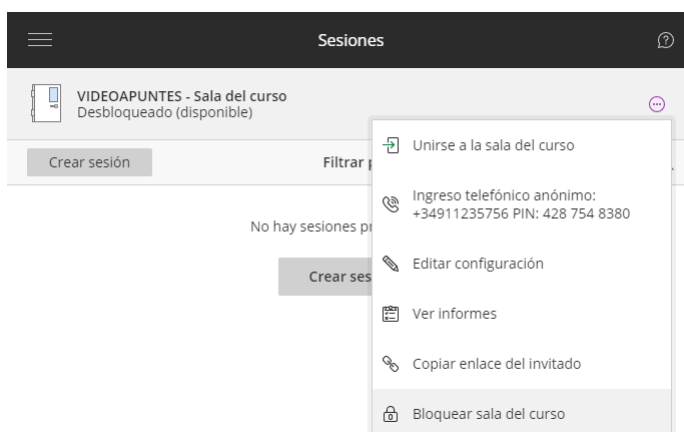 Sesiones
VIDEOAPUNTES - Sala del curso
Desbloqueado (disponible)
Crear sesión
Filtrar
No hay sesiones
Crear
Unirse a la sala del curso
Ingreso telefónico anónimo:
+34911235756 PIN: 428 754 8380
Editar configuración
Ver informes
Copiar enlace del invitado
Bloquear sala del curso